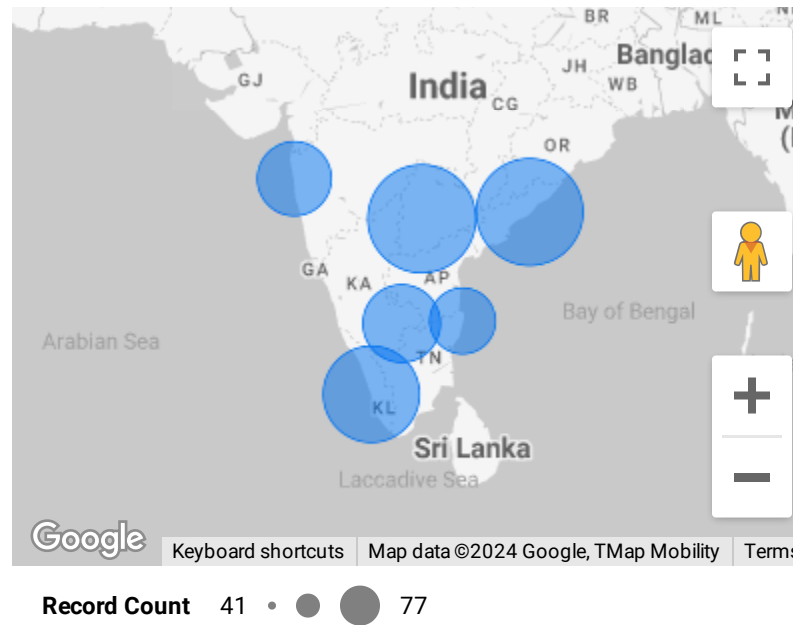 BR
ML
Banglad
GJ
India
JH
WB
CG
OR
GA
KA
AP
Bay of Bengal
Arabian Sea
TN
KL
Sri Lanka
Laccadive Sea
Google
Keyboard shortcuts
Map data ©2024 Google, TMap Mobility
Terms
Record Count 41 77